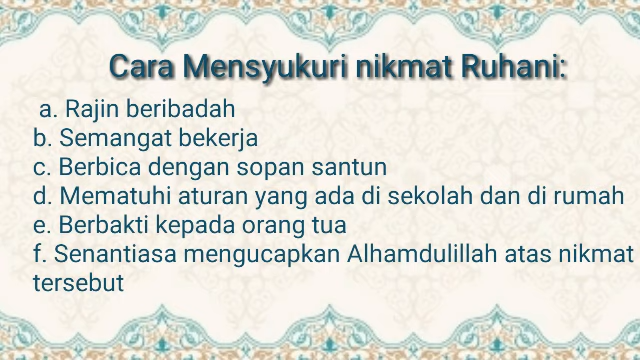 Cara Mensyukuri nikmat Ruhani:
a. Rajin beribadah
b. Semangat bekerja
c. Berbica dengan sopan santun
d. Mematuhi aturan yang ada di sekolah dan di rumah
e. Berbakti kepada orang tua
f. Senantiasa mengucapkan Alhamdulillah atas nikmat
tersebut